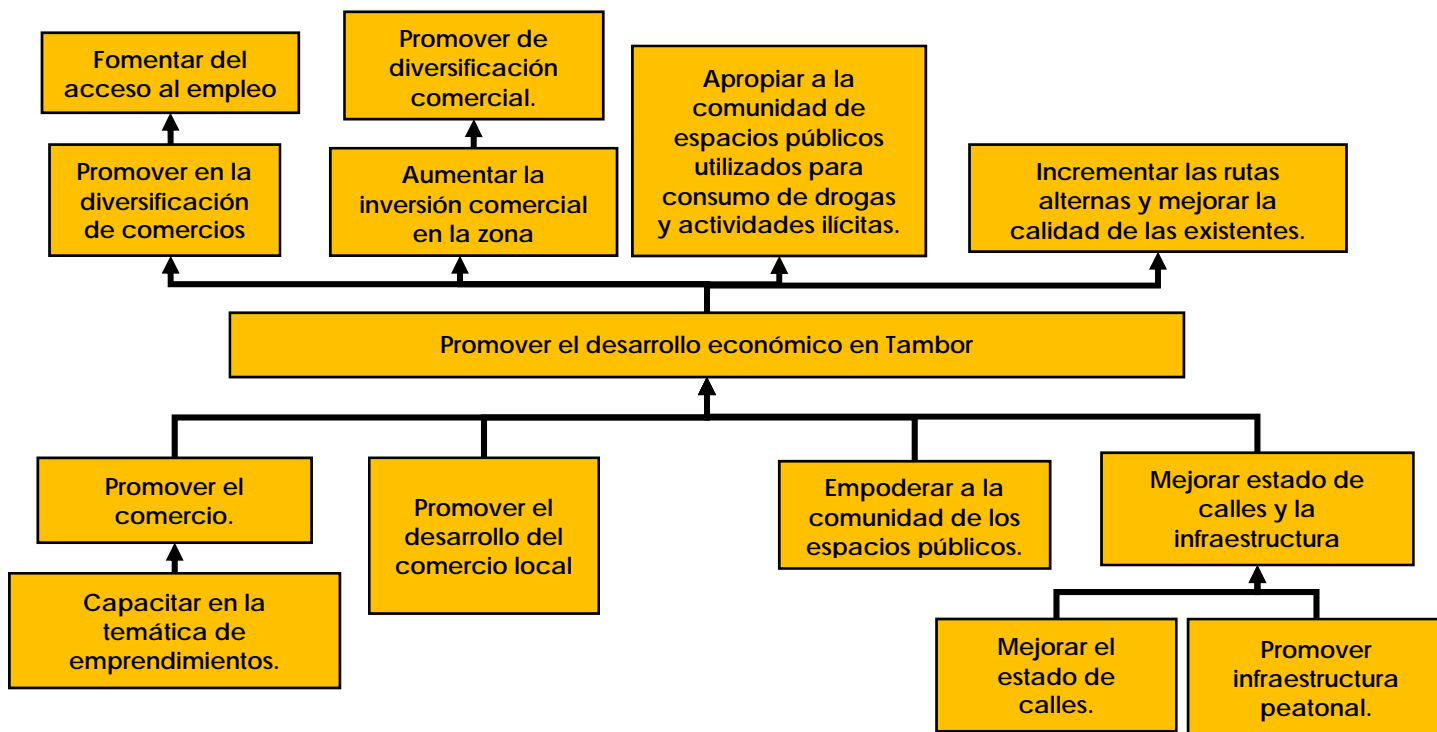 Fomentar del
acceso al empleo
Promover de
diversificación
comercial.
Apropiar a la
comunidad de
espacios públicos
utilizados para
consumo de drogas
y actividades ilícitas.
Promover en la
diversificación
de comercios
Aumentar la
inversión comercial
en la zona
Incrementar las rutas
alternas y mejorar la
calidad de las existentes.
Promover el desarrollo económico en Tambor
Promover el
comercio.
Promover el
desarrollo del
comercio local
Empoderar a la
comunidad de los
espacios públicos.
Mejorar estado de
calles y la
infraestructura
Capacitar en la
temática de
emprendimientos.
Mejorar el
estado de
calles.
Promover
infraestructura
peatonal.